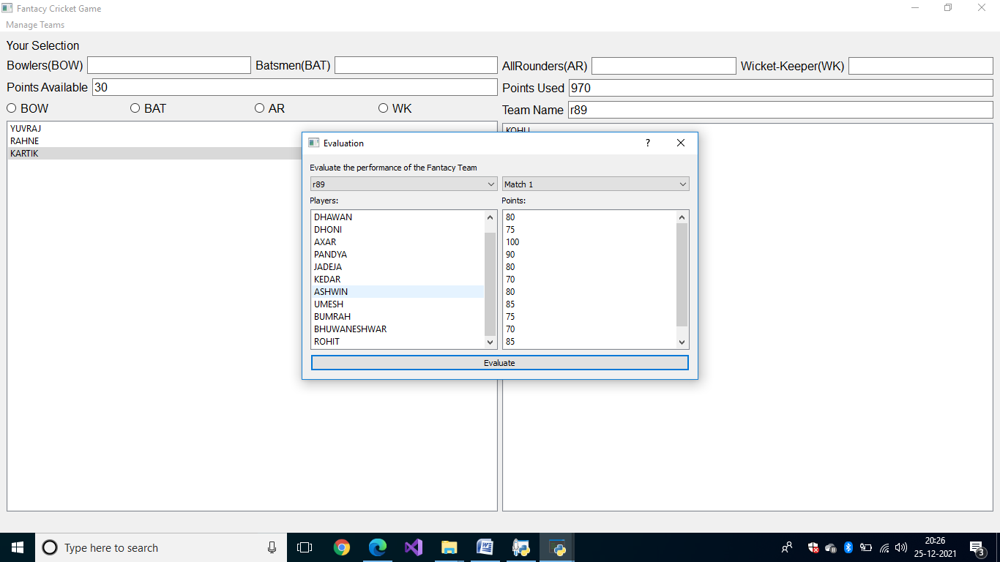 Fantacy Cricket Game
Manage Teams
Your Selection
Bowlers(BOW) Batsmen(BAT) AllRounders(AR) Wicket-Keeper(WK)
Points Available 30 Points Used 970
BOW BAT AR WK Team Name r89
YUVRAJ
RAHNE
KARTIK
KOHLI
Evaluation ?
Evaluate the performance of the Fantacy Team
r89 Match 1
Players: Points:
DHAWAN 80
DHONI 75
AXAR 100
PANDYA 90
JADEJA 80
KEDAR 70
ASHWIN 80
UMESH 85
BUMRAH 75
BHUWANESHWAR 70
ROHIT 85
Evaluate
Type here to search
20:26
25-12-2021
3